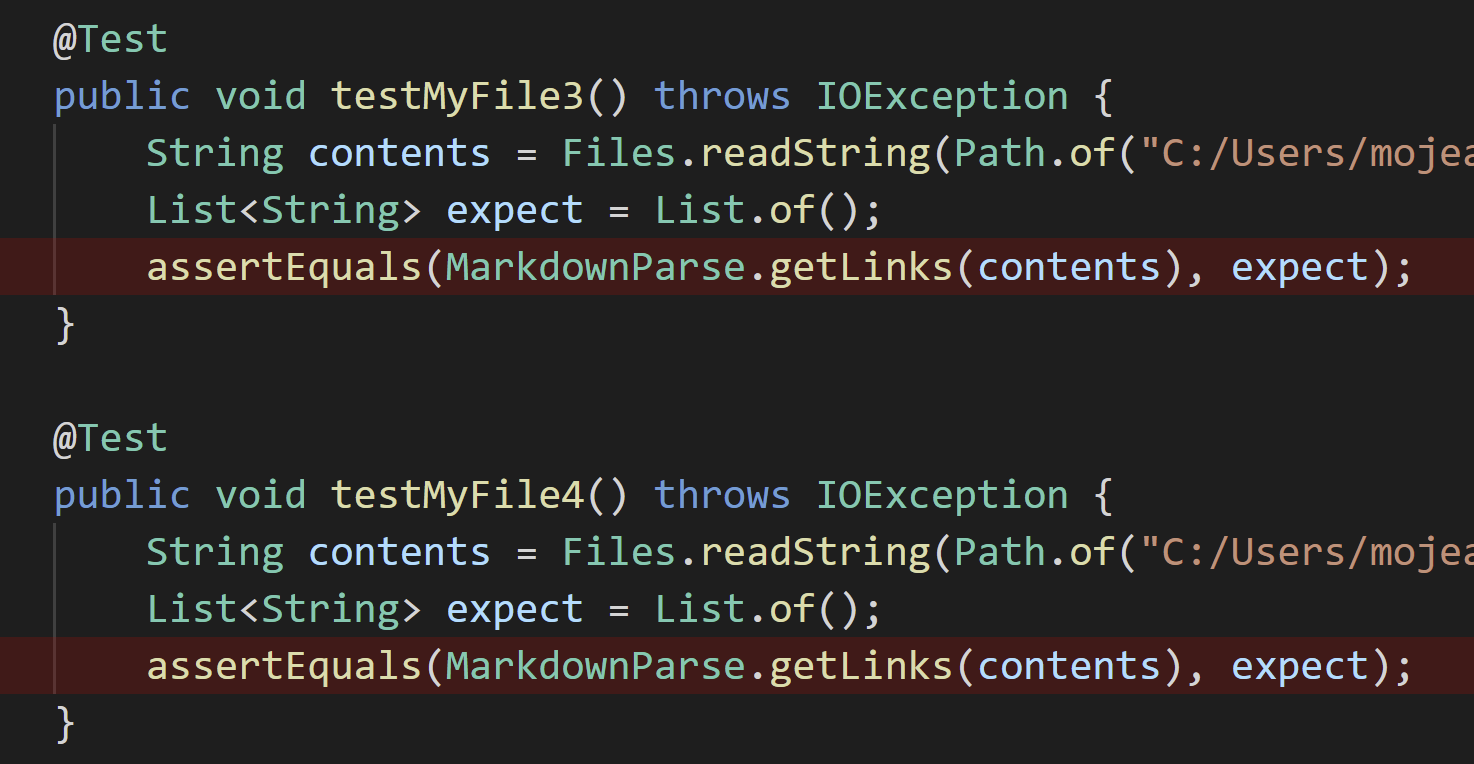 @Test
public void testMyFile3() throws IOException {
String contents = Files.readString(Path.of("C:/Users/mojea
List<String> expect = List.of();
assertEquals(MarkdownParse.getLinks(contents), expect);
}
@Test
public void testMyFile4() throws IOException {
String contents = Files.readString(Path.of("C:/Users/mojea
List<String> expect = List.of();
assertEquals(MarkdownParse.getLinks(contents), expect);
}